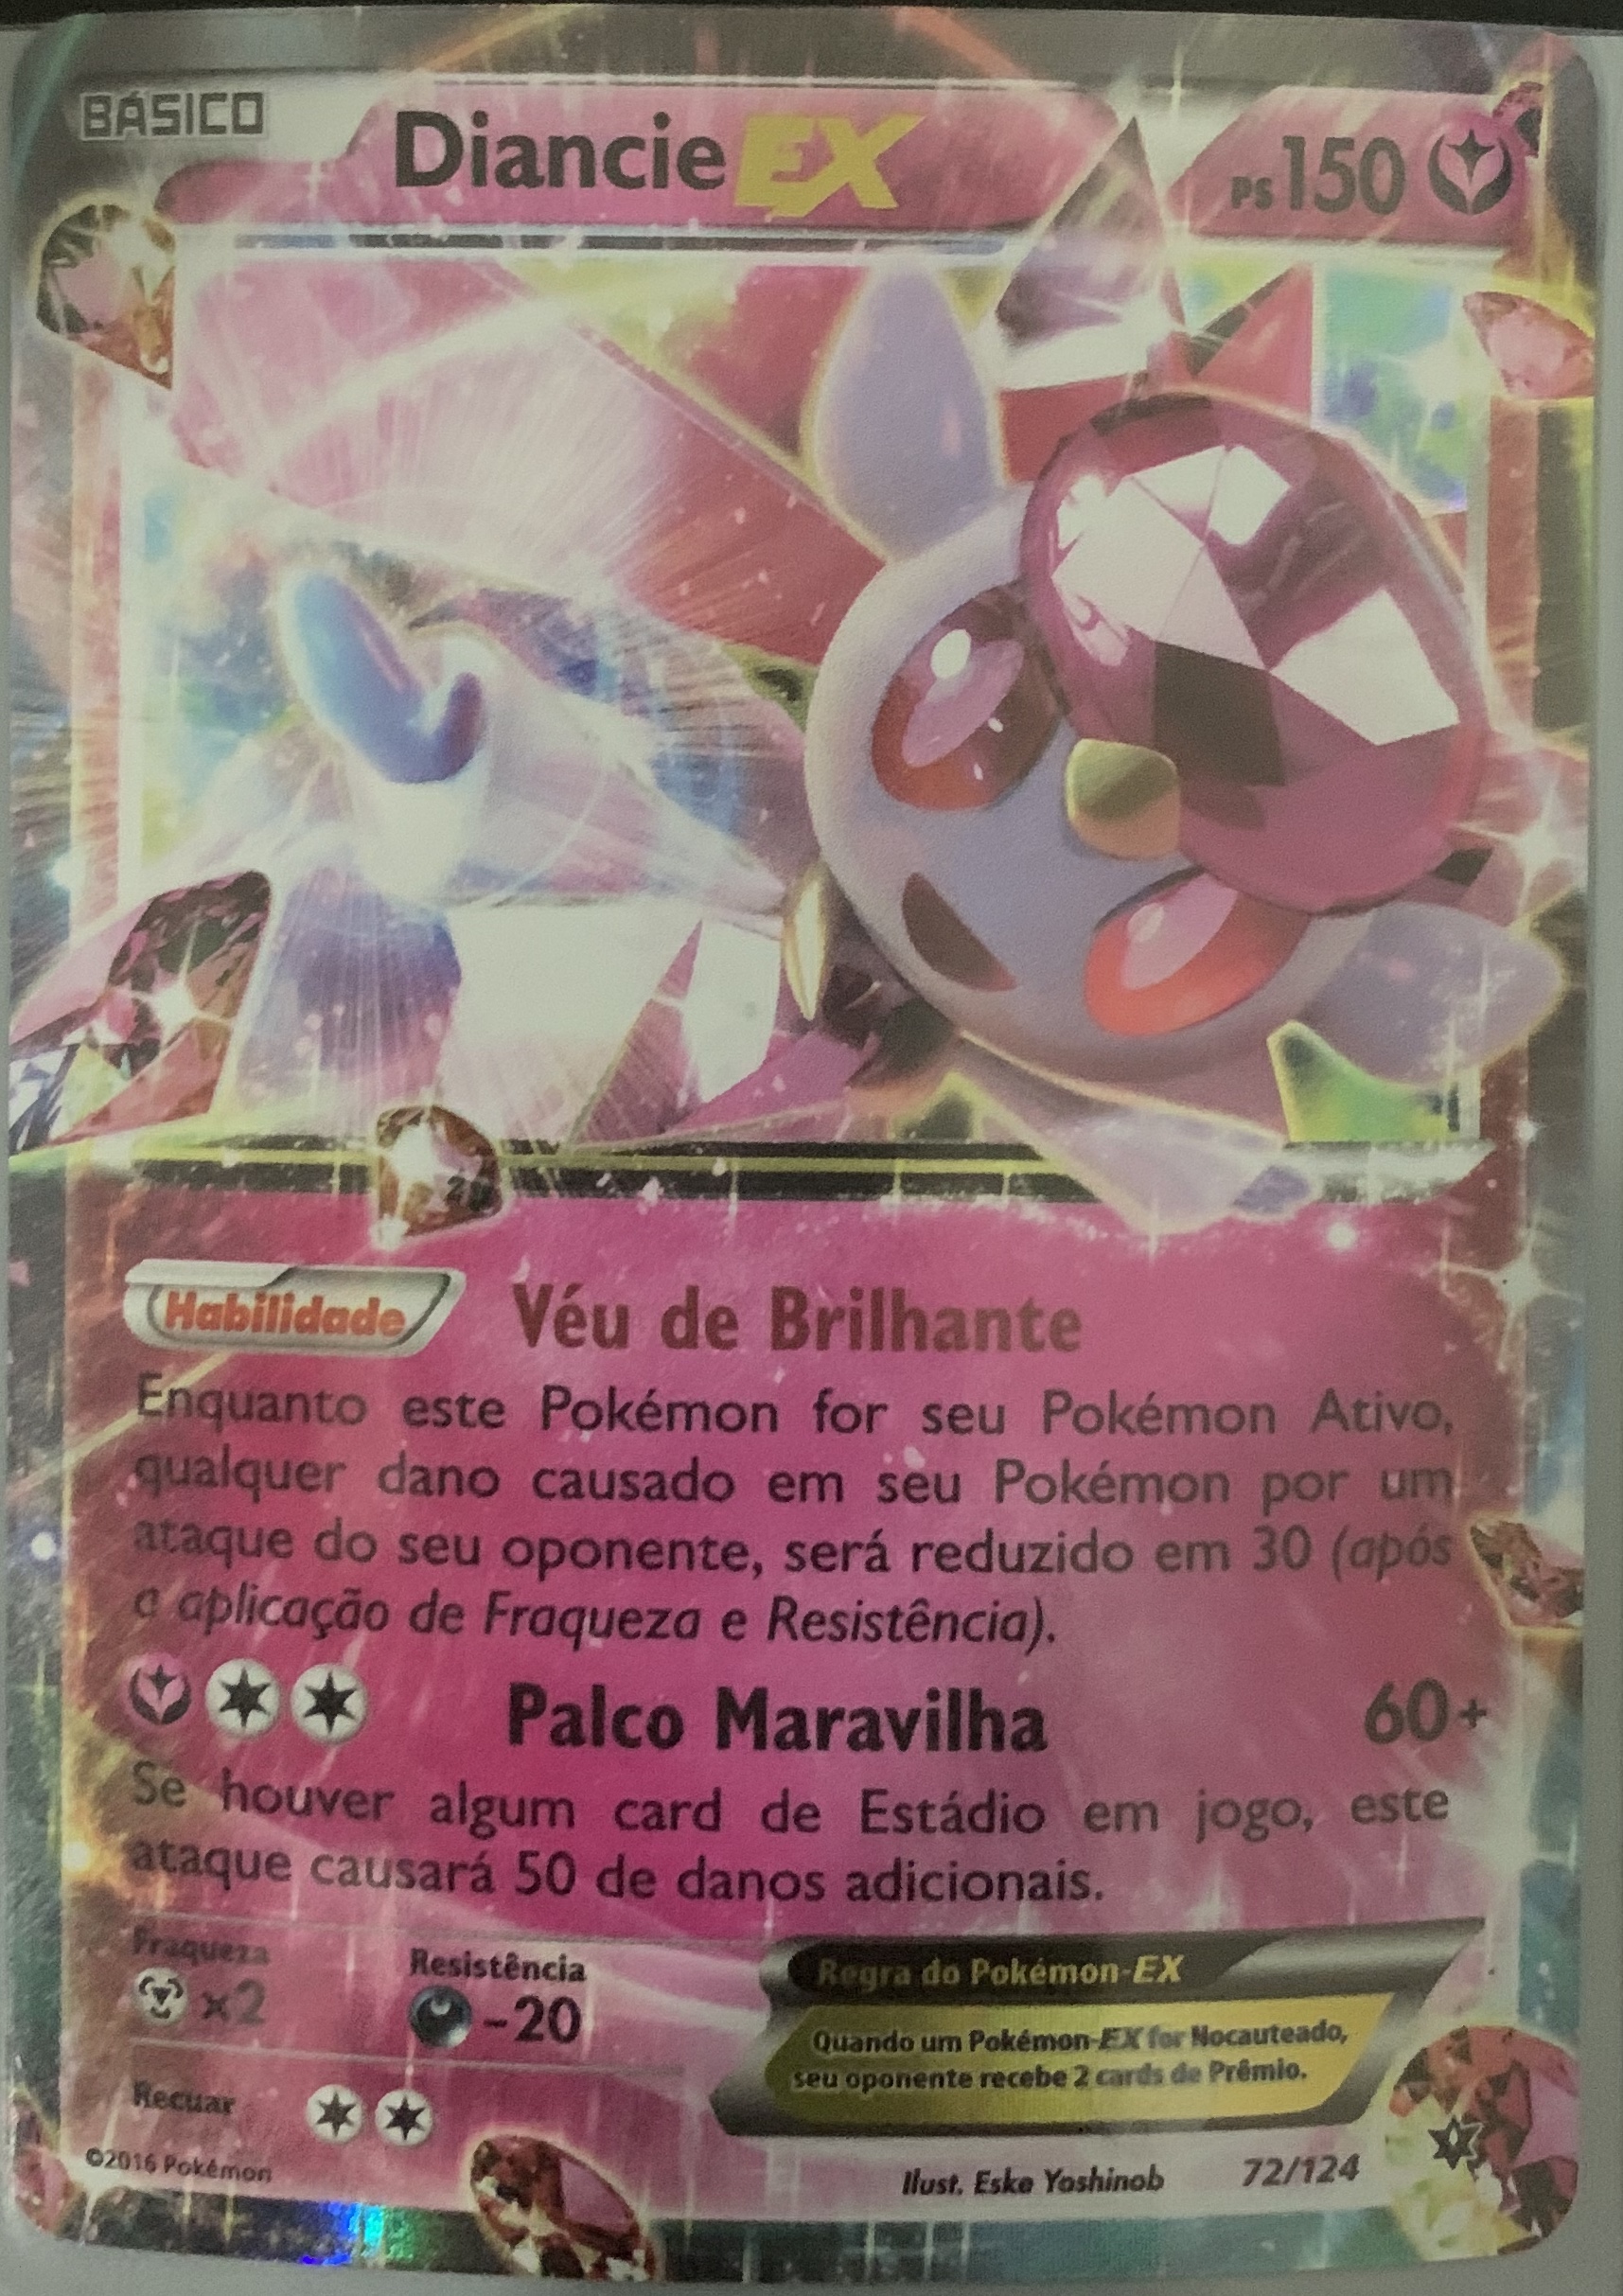 BÁSICO
Diancie EX
PS 150
Habilidade Véu de Brilhante
Enquanto este Pokémon for seu Pokémon Ativo,
qualquer dano causado em seu Pokémon por um
ataque do seu oponente, será reduzido em 30 (após
a aplicação de Fraqueza e Resistência).
Palco Maravilha 60+
Se houver algum card de Estádio em jogo, este
ataque causará 50 de danos adicionais.
Fraqueza
x2
Resistência
-20
Recuar
Regra do Pokémon-EX
Quando um Pokémon-EX for Nocauteado,
seu oponente recebe 2 cards de Prêmio.
©2016 Pokémon
Ilust. Eske Yoshinob
72/124